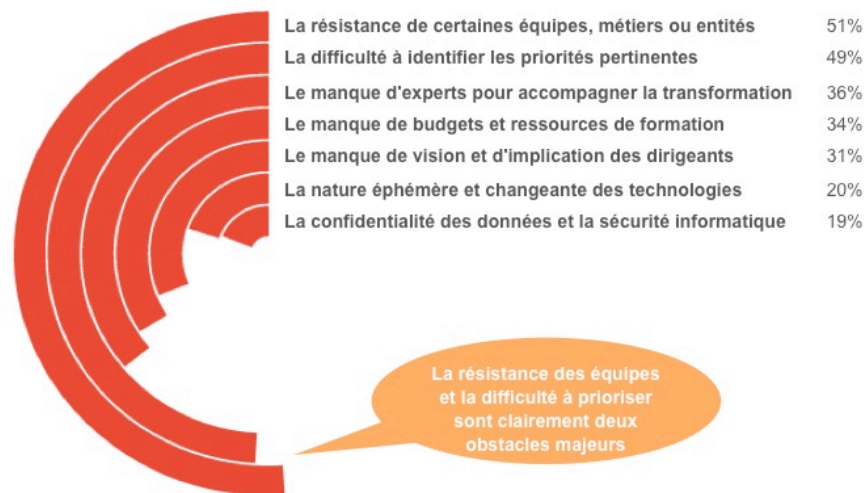 La résistance de certaines équipes, métiers ou entités 51%
La difficulté à identifier les priorités pertinentes 49%
Le manque d'experts pour accompagner la transformation 36%
Le manque de budgets et ressources de formation 34%
Le manque de vision et d'implication des dirigeants 31%
La nature éphémère et changeante des technologies 20%
La confidentialité des données et la sécurité informatique 19%
La résistance des équipes
et la difficulté à prioriser
sont clairement deux
obstacles majeurs